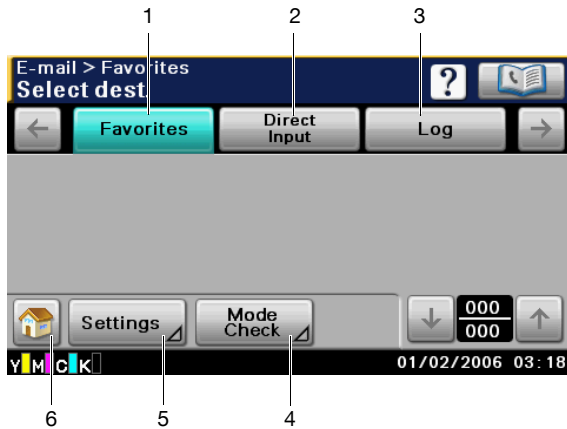 1 2 3
E-mail > Favorites
Select dest.
?
← Favorites Direct Input Log →
Settings Mode Check ↓ 000 000 ↑
Y M C K 01/02/2006 03:18
6 5 4